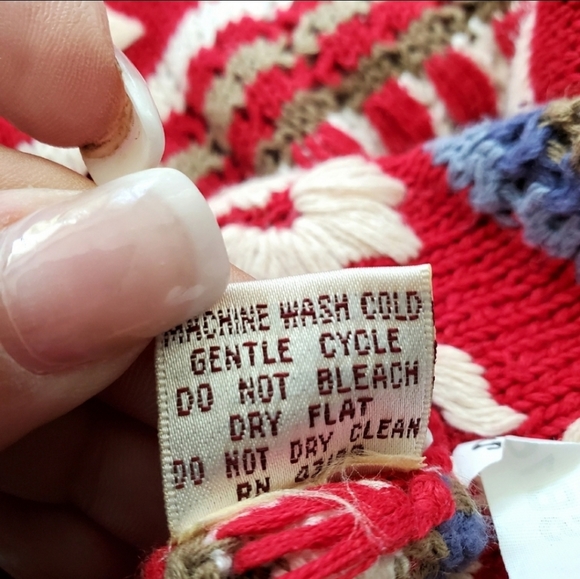 MACHINE WASH COLD
GENTLE CYCLE
DO NOT BLEACH
DRY FLAT
DO NOT DRY CLEAN
RN